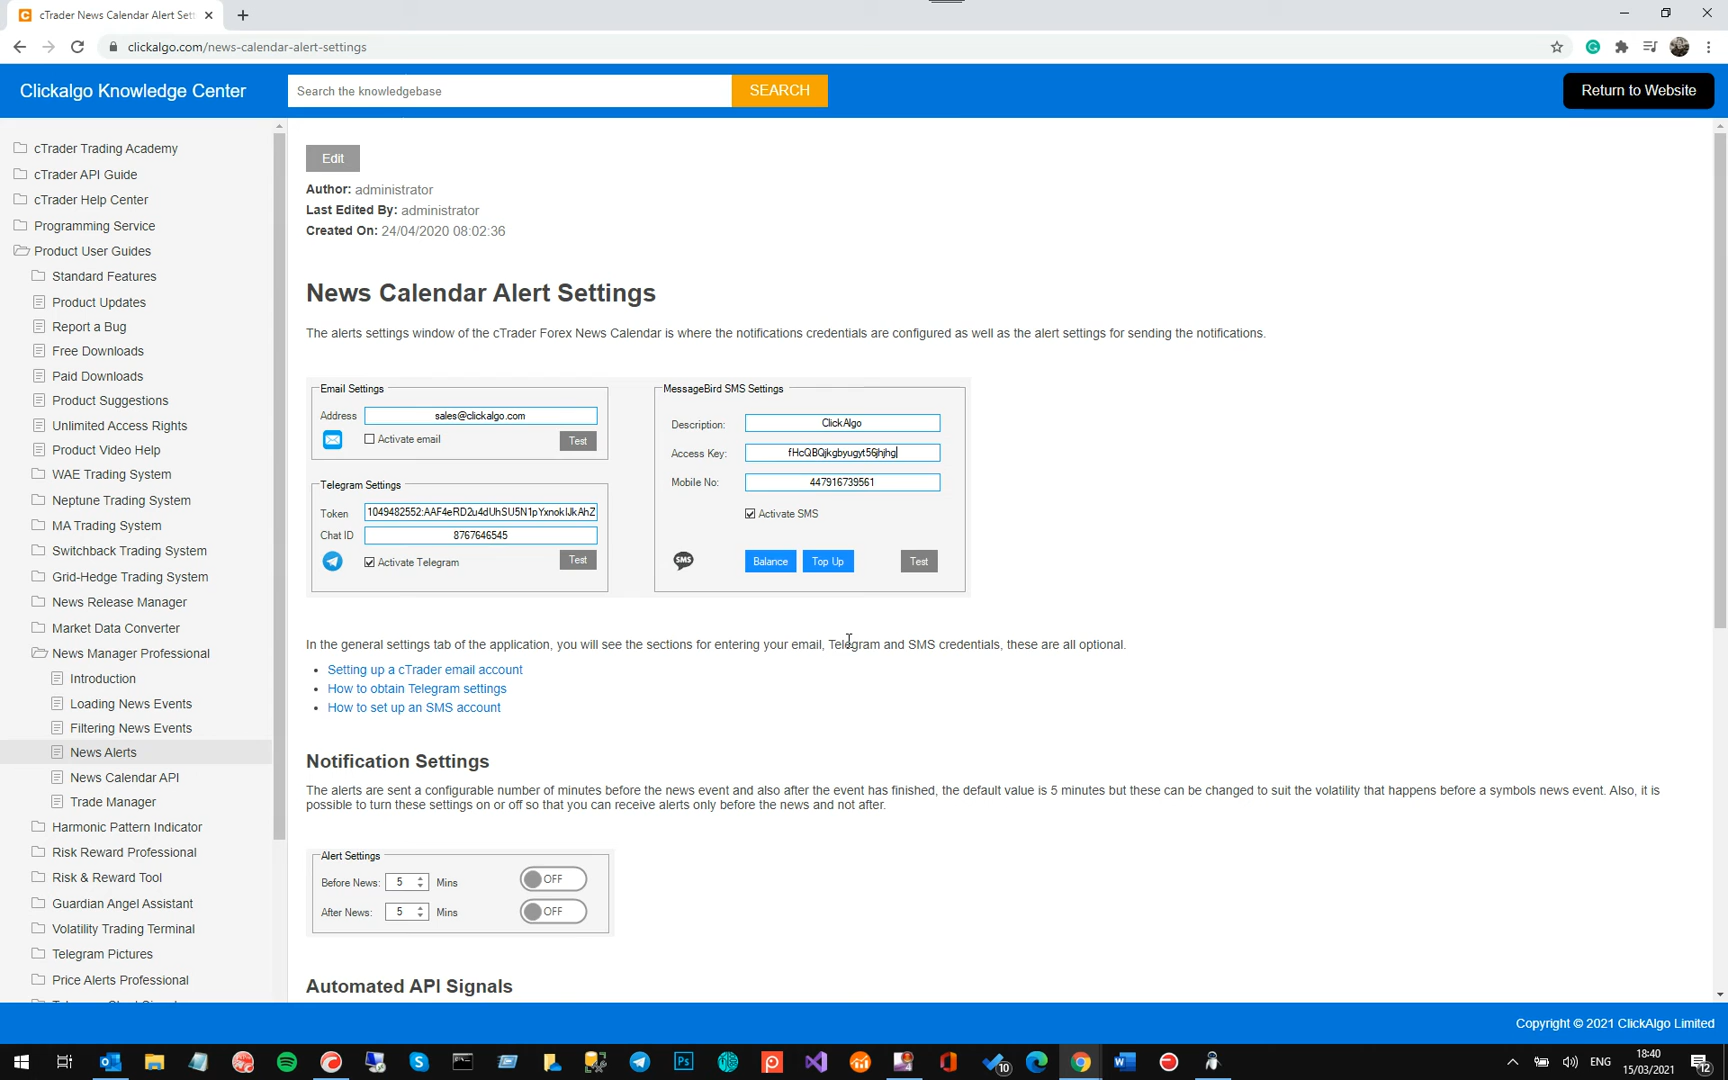 cTrader News Calendar Alert Sett
clickalgo.com/news-calendar-alert-settings
Clickalgo Knowledge Center
Search the knowledgebase
SEARCH
Return to Website
cTrader Trading Academy
cTrader API Guide
cTrader Help Center
Programming Service
Product User Guides
Standard Features
Product Updates
Report a Bug
Free Downloads
Paid Downloads
Product Suggestions
Unlimited Access Rights
Product Video Help
WAE Trading System
Neptune Trading System
MA Trading System
Switchback Trading System
Grid-Hedge Trading System
News Release Manager
Market Data Converter
News Manager Professional
Introduction
Loading News Events
Filtering News Events
News Alerts
News Calendar API
Trade Manager
Harmonic Pattern Indicator
Risk Reward Professional
Risk & Reward Tool
Guardian Angel Assistant
Volatility Trading Terminal
Telegram Pictures
Price Alerts Professional
Edit
Author: administrator
Last Edited By: administrator
Created On: 24/04/2020 08:02:36
News Calendar Alert Settings
The alerts settings window of the cTrader Forex News Calendar is where the notifications credentials are configured as well as the alert settings for sending the notifications.
Email Settings
Address sales@clickalgo.com
Activate email Test
Telegram Settings
Token 1049482552:AAF4eRD2u4dUhSU5N1pYxnokIJkAhZ
Chat ID 8767646545
Activate Telegram Test
MessageBird SMS Settings
Description: ClickAlgo
Access Key: fHcQBQjkgbyugyt56jhjhg
Mobile No: 447916739561
Activate SMS
SMS Balance Top Up Test
In the general settings tab of the application, you will see the sections for entering your email, Telegram and SMS credentials, these are all optional.
Setting up a cTrader email account
How to obtain Telegram settings
How to set up an SMS account
Notification Settings
The alerts are sent a configurable number of minutes before the news event and also after the event has finished, the default value is 5 minutes but these can be changed to suit the volatility that happens before a symbols news event. Also, it is
possible to turn these settings on or off so that you can receive alerts only before the news and not after.
Alert Settings
Before News: 5 Mins OFF
After News: 5 Mins OFF
Automated API Signals
Copyright © 2021 ClickAlgo Limited
ENG
18:40
15/03/2021
10
12